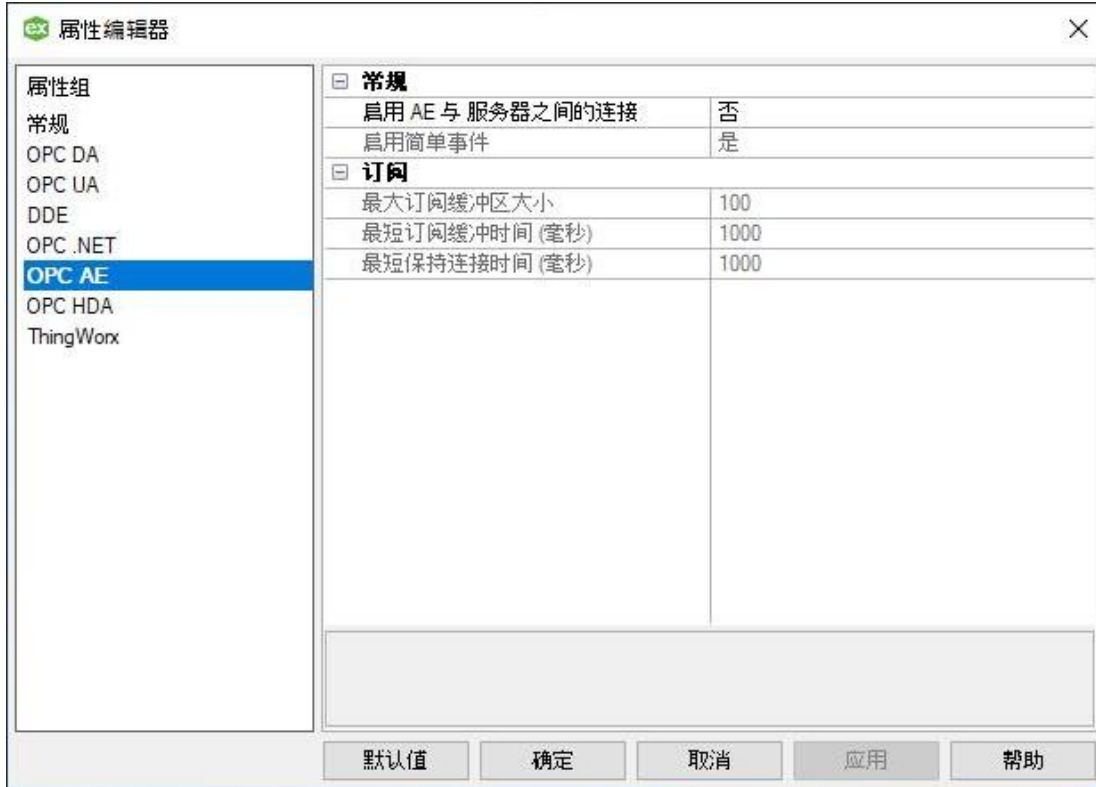 ex 属性编辑器
属性组
常规
OPC DA
OPC UA
DDE
OPC .NET
OPC AE
OPC HDA
ThingWorx
常规
启用 AE 与 服务器之间的连接 否
启用简单事件 是
订阅
最大订阅缓冲区大小 100
最短订阅缓冲时间 (毫秒) 1000
最短保持连接时间 (毫秒) 1000
默认值 确定 取消 应用 帮助